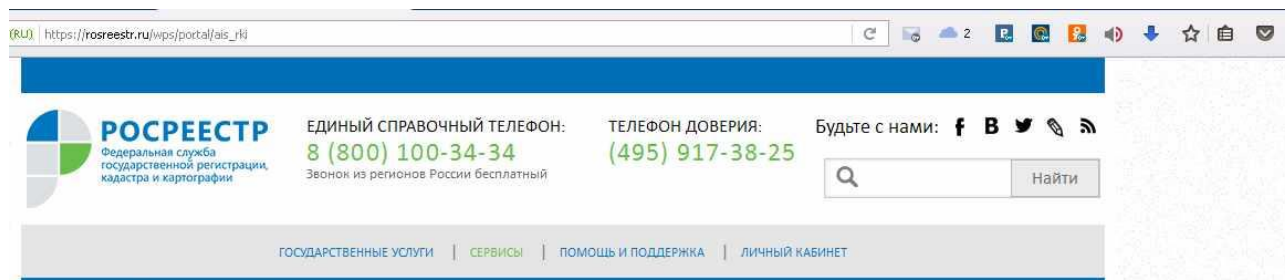 (RU) https://rosreestr.ru/wps/portal/ais_rki
2
РОСРЕЕСТР
Федеральная служба
государственной регистрации,
кадастра и картографии
ЕДИНЫЙ СПРАВОЧНЫЙ ТЕЛЕФОН:
8 (800) 100-34-34
Звонок из регионов России бесплатный
ТЕЛЕФОН ДОВЕРИЯ:
(495) 917-38-25
Будьте с нами:
Найти
ГОСУДАРСТВЕННЫЕ УСЛУГИ | СЕРВИСЫ | ПОМОЩЬ И ПОДДЕРЖКА | ЛИЧНЫЙ КАБИНЕТ